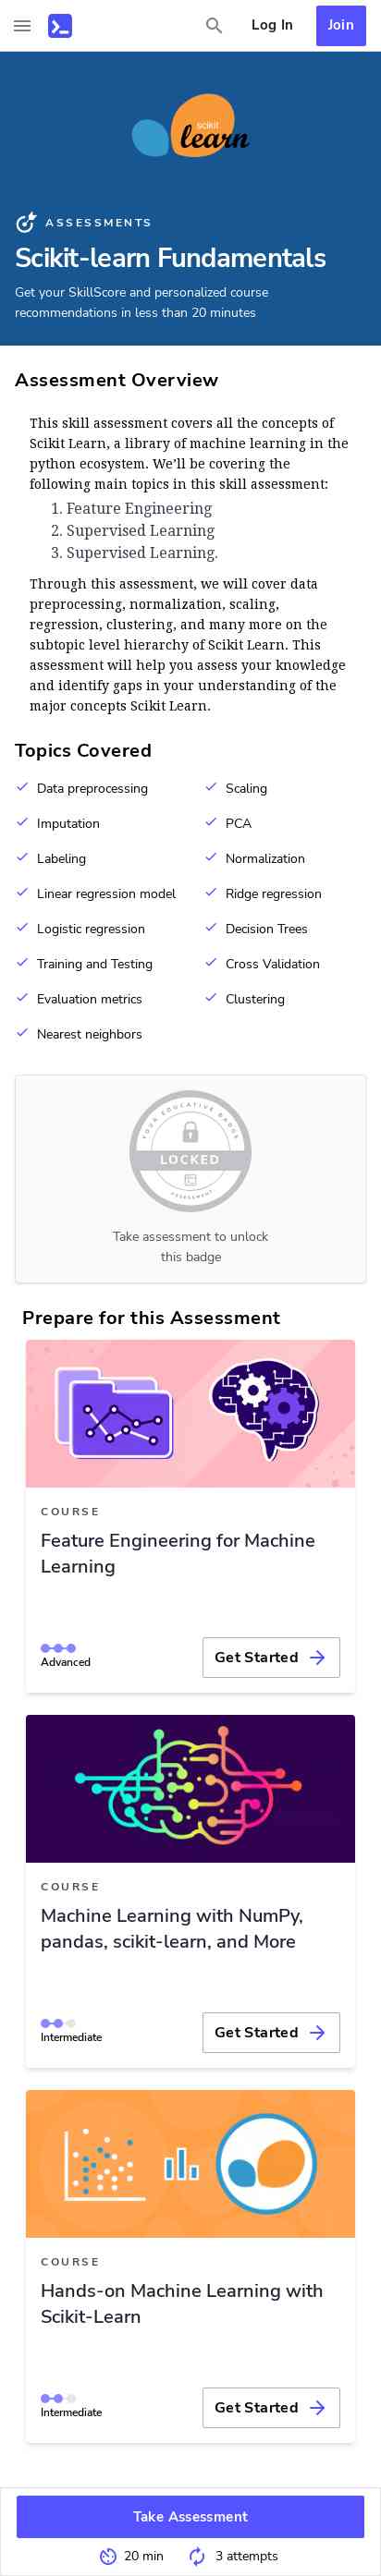 Log In
Join
scikit
learn
ASSESSMENTS
Scikit-learn Fundamentals
Get your SkillScore and personalized course
recommendations in less than 20 minutes
Assessment Overview
This skill assessment covers all the concepts of
Scikit Learn, a library of machine learning in the
python ecosystem. We'll be covering the
following main topics in this skill assessment:
1. Feature Engineering
2. Supervised Learning
3. Supervised Learning.
Through this assessment, we will cover data
preprocessing, normalization, scaling,
regression, clustering, and many more on the
subtopic level hierarchy of Scikit Learn. This
assessment will help you assess your knowledge
and identify gaps in your understanding of the
major concepts Scikit Learn.
Topics Covered
Data preprocessing
Scaling
Imputation
PCA
Labeling
Normalization
Linear regression model
Ridge regression
Logistic regression
Decision Trees
Training and Testing
Cross Validation
Evaluation metrics
Clustering
Nearest neighbors
YOUR EDUCATIVE BADGE
LOCKED
ASSESSMENT
Take assessment to unlock
this badge
Prepare for this Assessment
COURSE
Feature Engineering for Machine
Learning
Advanced
Get Started
COURSE
Machine Learning with NumPy,
pandas, scikit-learn, and More
Intermediate
Get Started
COURSE
Hands-on Machine Learning with
Scikit-Learn
Intermediate
Get Started
Take Assessment
20 min
3 attempts